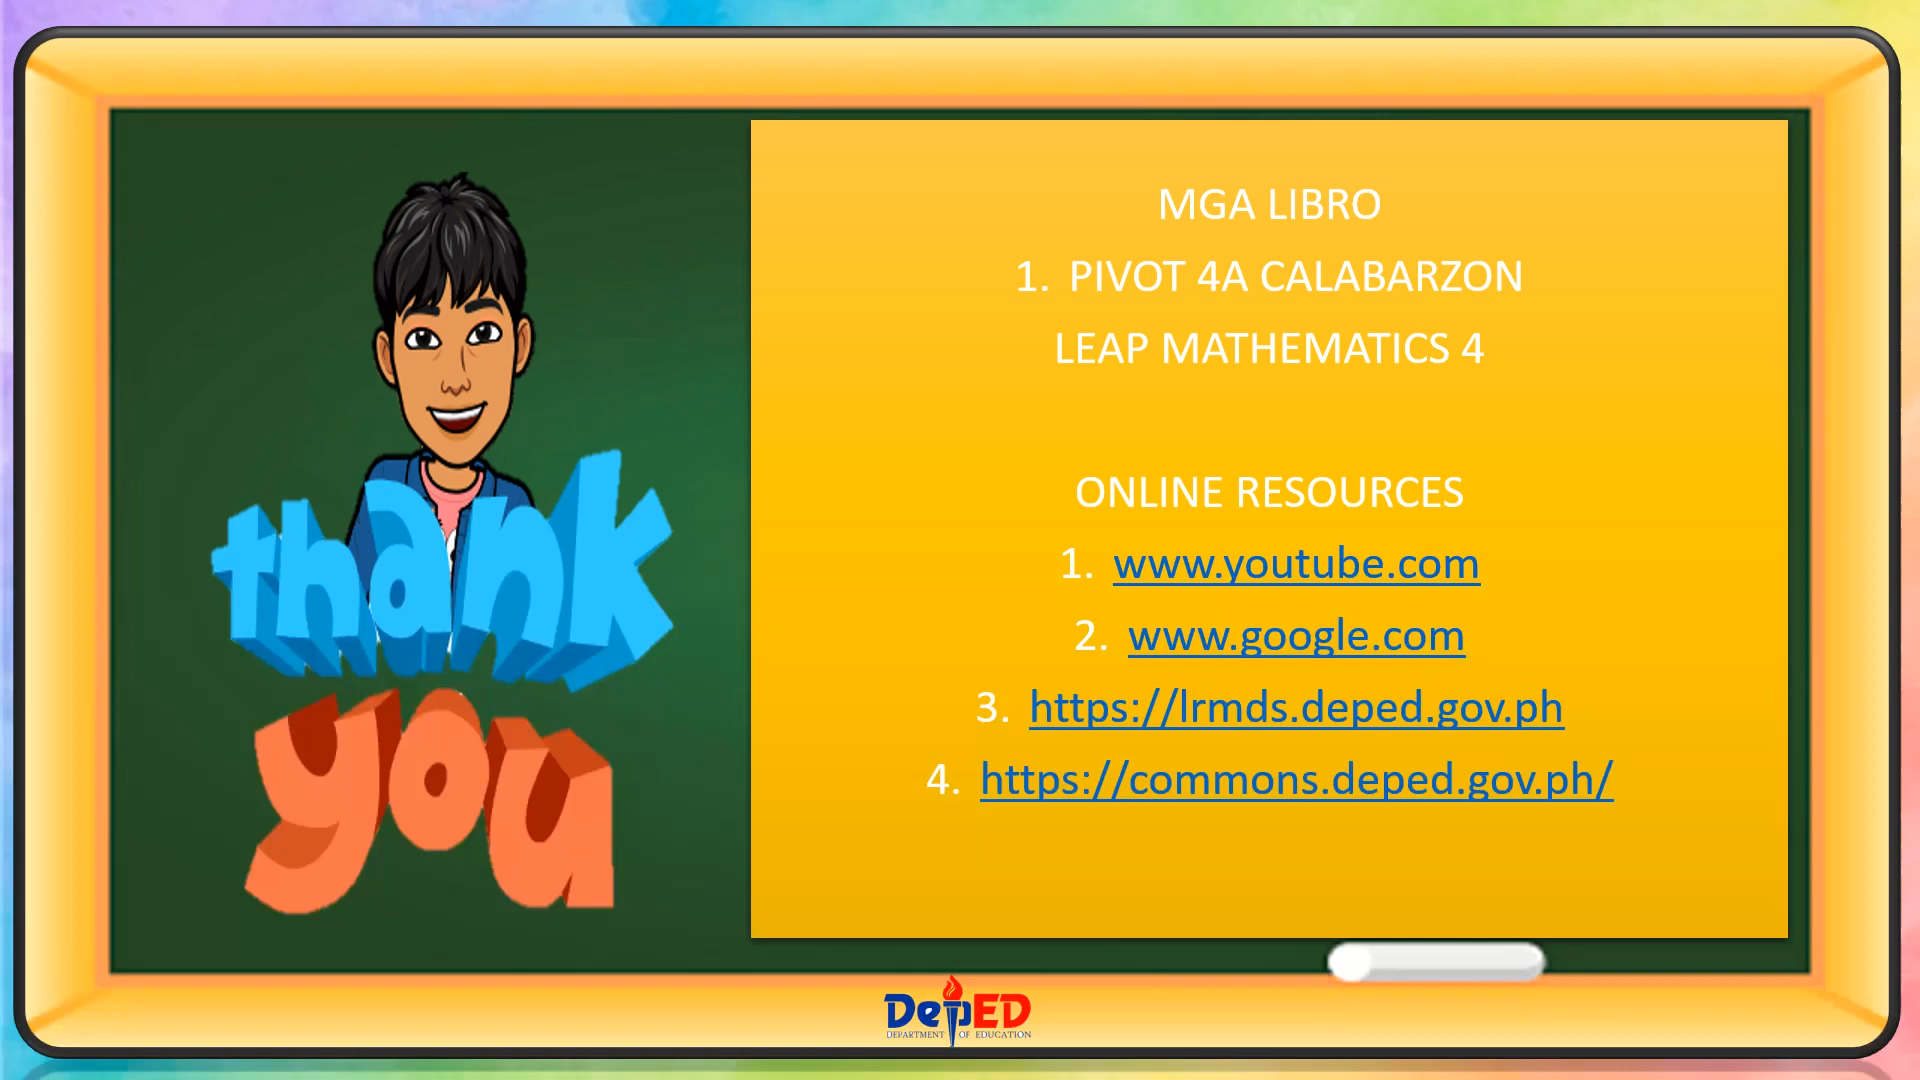 thank
you
MGA LIBRO
1. PIVOT 4A CALABARZON
LEAP MATHEMATICS 4
ONLINE RESOURCES
1. www.youtube.com
2. www.google.com
3. https://lrmds.deped.gov.ph
4. https://commons.deped.gov.ph/
DepED
DEPARTMENT OF EDUCATION